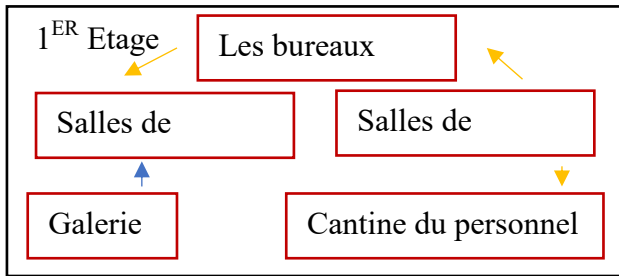 1ER Etage
Les bureaux
Salles de
Salles de
Galerie
Cantine du personnel